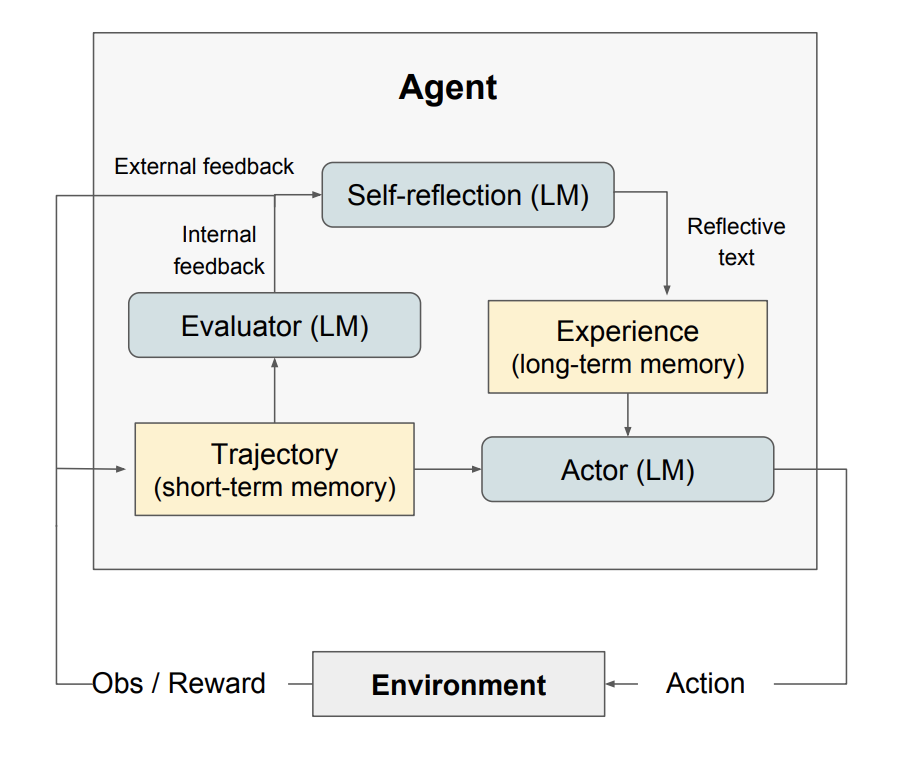 Agent
External feedback
Self-reflection (LM)
Internal
feedback
Reflective
text
Evaluator (LM)
Experience
(long-term memory)
Trajectory
(short-term memory)
Actor (LM)
Obs / Reward
Environment
Action